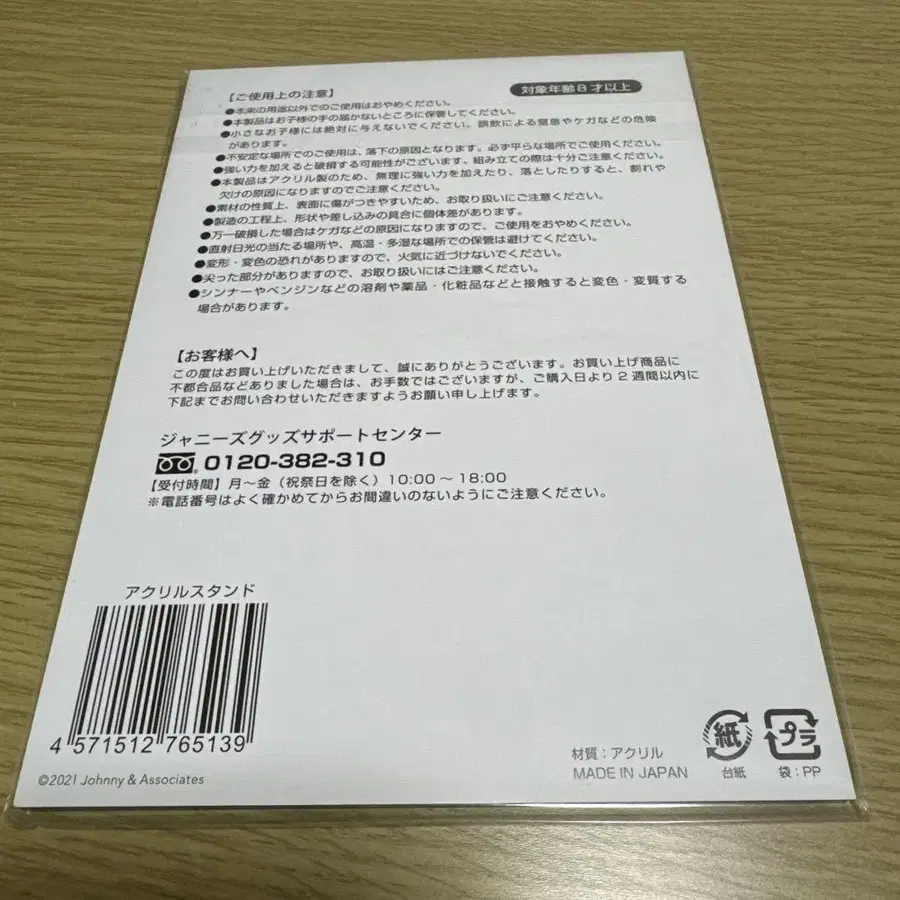 【ご使用上の注意】
対象年齢8才以上
●本来の用途以外でのご使用はおやめください。
●本製品はお子様の手の届かないところに保管してください。
●小さなお子様には絶対に与えないでください。誤飲による窒息やケガなどの危険
があります。
●不安定な場所でのご使用は、落下の原因となります。必ず平らな場所でご使用ください。
●強い力を加えると破損する可能性がございます。組み立ての際は十分ご注意ください。
●本製品はアクリル製のため、無理に強い力を加えたり、落としたりすると、割れや
欠けの原因になりますのでご注意ください。
●素材の性質上、表面に傷がつきやすいため、お取り扱いにご注意ください。
●製造の工程上、形状や差し込みの具合に個体差があります。
●万一破損した場合はケガなどの原因になりますので、ご使用をおやめください。
●直射日光の当たる場所や、高温・多湿な場所での保管は避けてください。
●変形・変色の恐れがありますので、火気に近づけないでください。
●尖った部分がありますので、お取り扱いにはご注意ください。
●シンナーやベンジンなどの溶剤や薬品・化粧品などと接触すると変色・変質する
場合があります。
【お客様へ】
この度はお買い上げいただきまして、誠にありがとうございます。お買い上げ商品に
不都合品などありました場合は、お手数ではございますが、ご購入日より2週間以内に
下記までお問い合わせいただきますようお願い申し上げます。
ジャニーズグッズサポートセンター
0120-382-310
【受付時間】月〜金（祝祭日を除く）10:00〜18:00
※電話番号はよく確かめてからお間違いのないようにご注意ください。
アクリルスタンド
4 571512 765139
©2021 Johnny & Associates
材質：アクリル
MADE IN JAPAN
紙
台紙
プラ
袋：PP